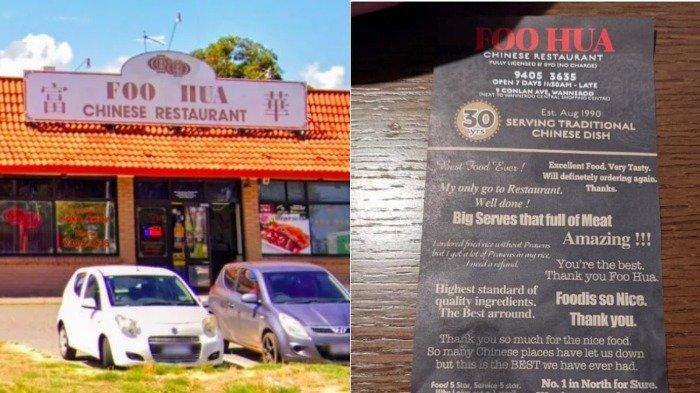 富 FOO HUA 華
CHINESE RESTAURANT
FOO HUA
CHINESE RESTAURANT
FULLY LICENSED & BYO (NO CHARGE)
9405 3635
OPEN 7 DAYS 11:30AM - LATE
9 CONLAN AVE, WANNEROO
(NEXT TO WANNEROO CENTRAL SHOPPING CENTRE)
30 yrs
Est. Aug 1990
SERVING TRADITIONAL
CHINESE DISH
Best Food Ever !
Excellent Food. Very Tasty.
Will definetely ordering again.
Thanks.
My only go to Restaurant.
Well done !
Big Serves that full of Meat
Amazing !!!
I ordered fried rice without Prawns
but I got a lot of Prawns in my rice.
I need a refund.
You're the best.
Thank you Foo Hua.
Highest standard of
quality ingredients.
The Best arround.
Foodis so Nice.
Thank you.
Thank you so much for the nice food.
So many Chinese places have let us down
but this is the BEST we have ever had.
Food 5 Star, Service 5 star.
No. 1 in North for Sure.